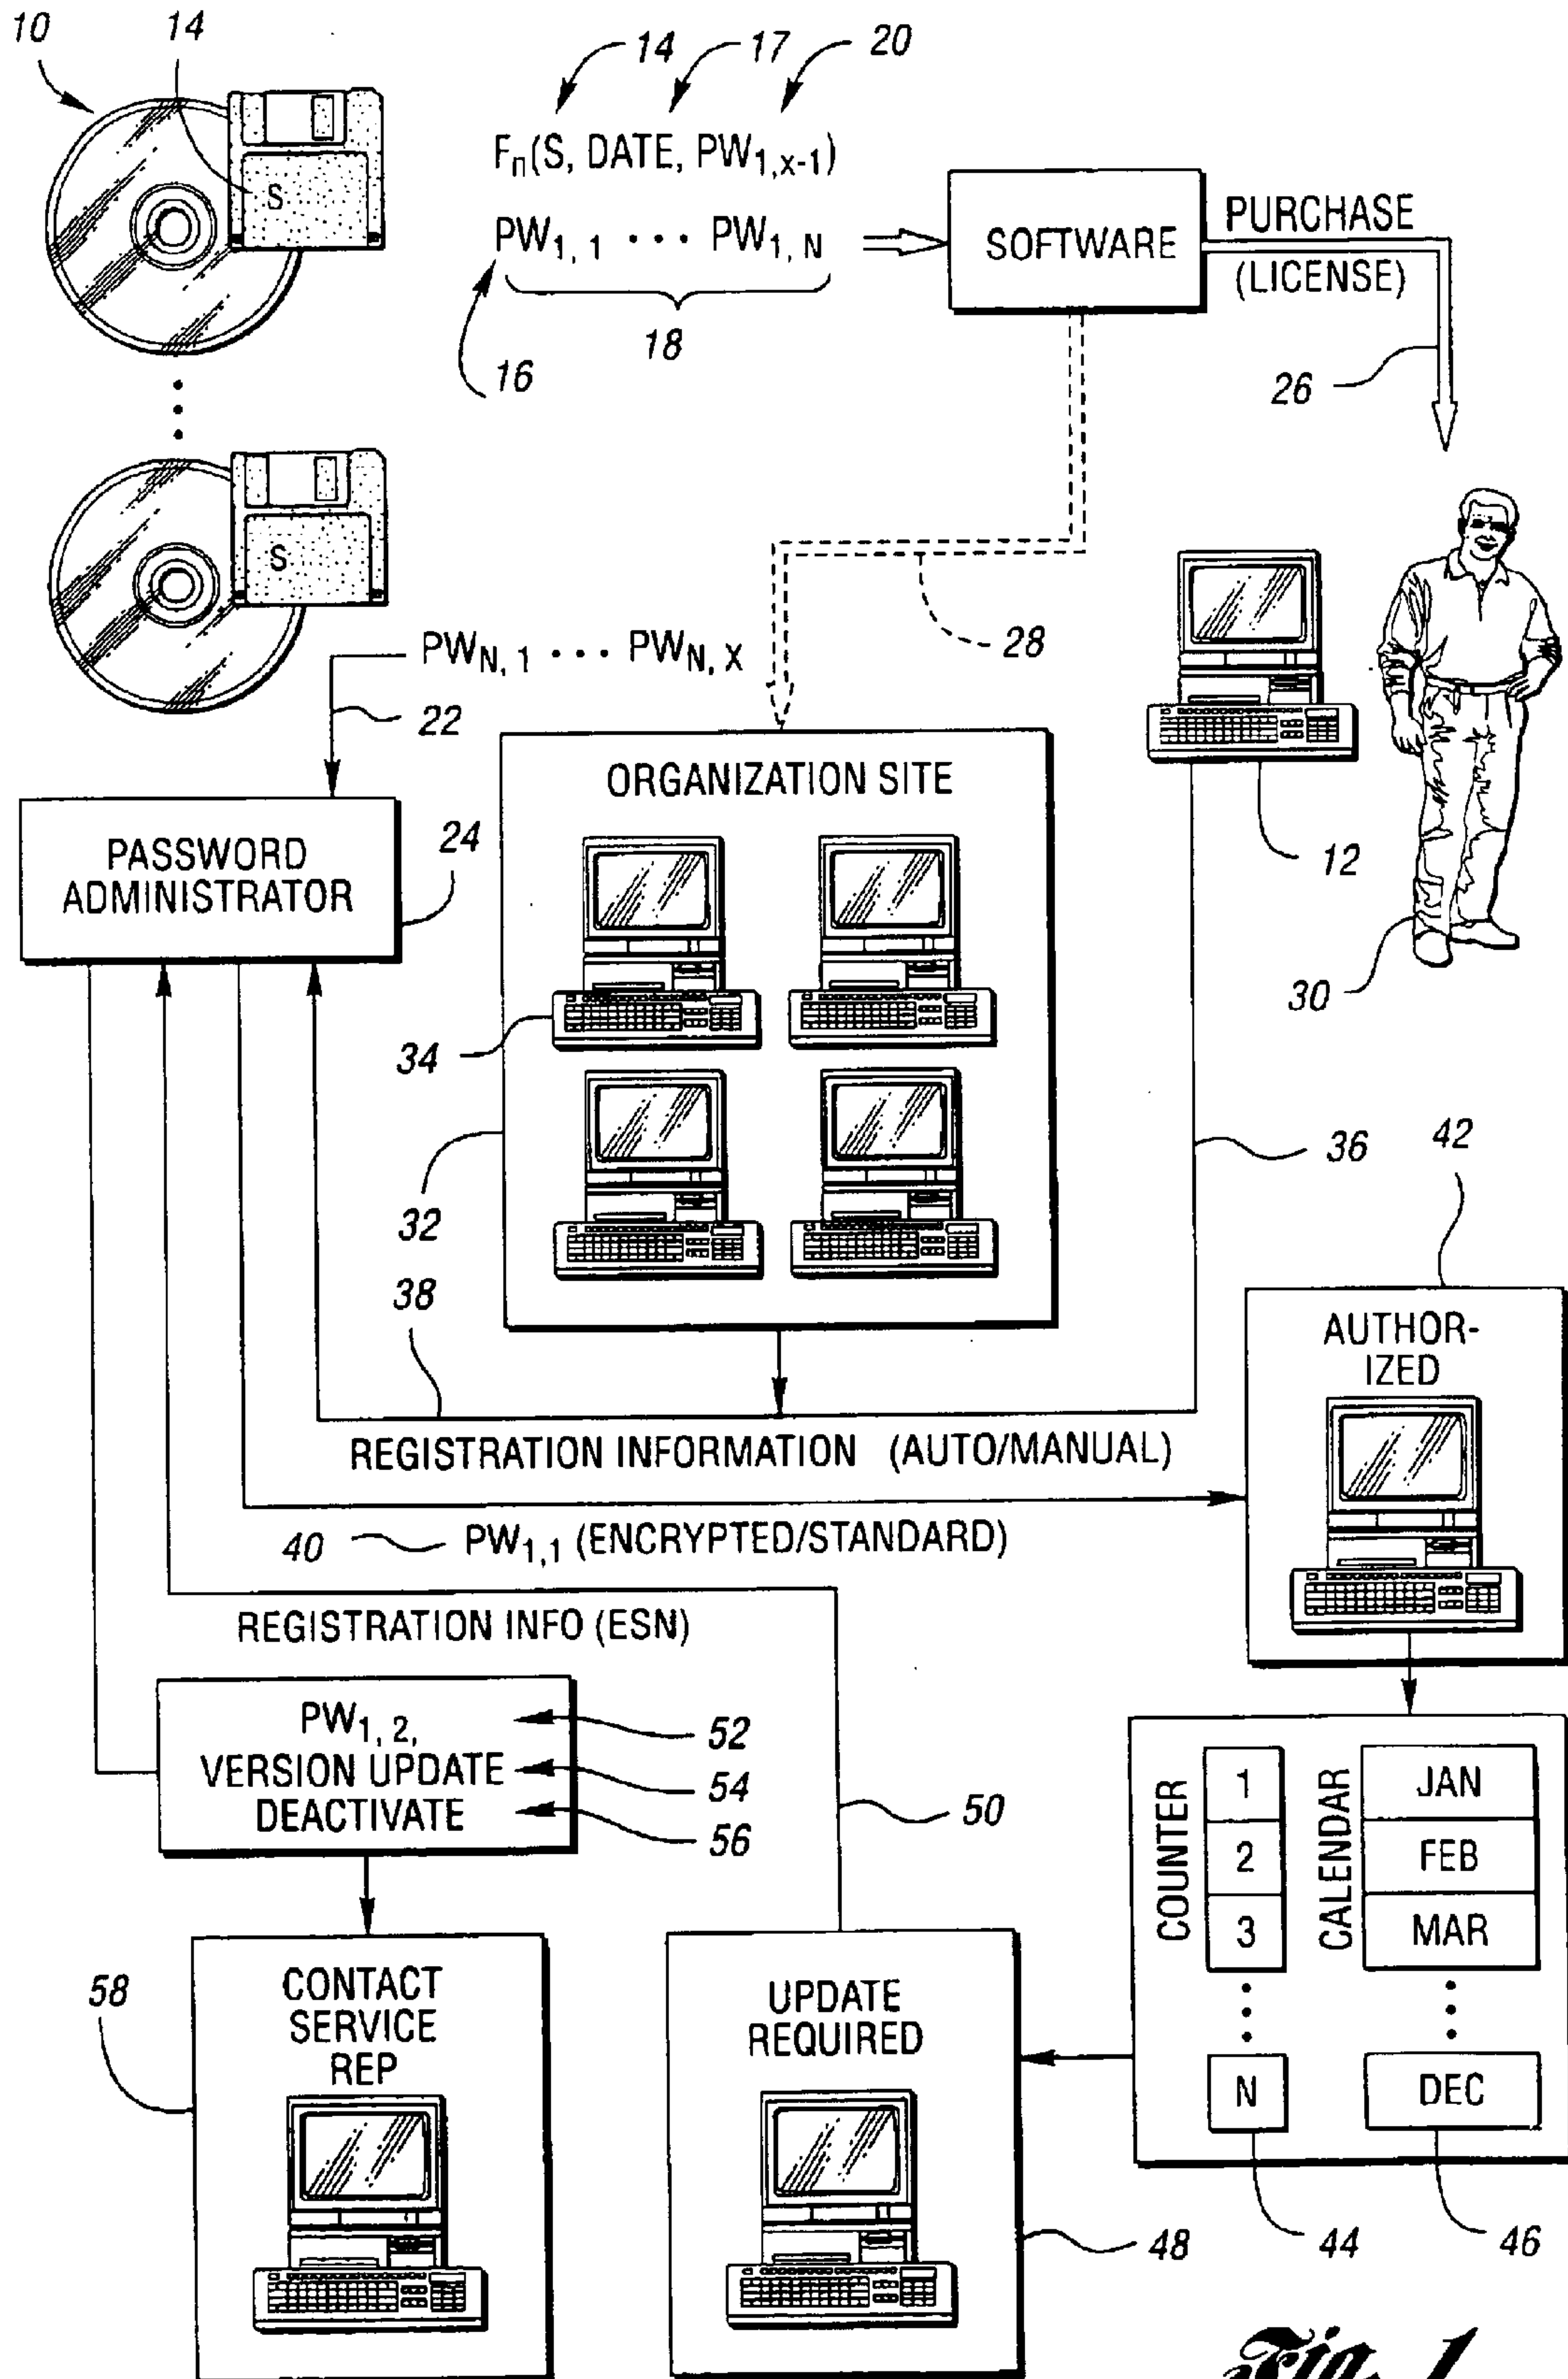 10
14
14
17
20
Fₙ(S, DATE, PW₁,ₓ₋₁)
S
PW₁, ₁ · · · PW₁, N
18
16
SOFTWARE
PURCHASE
(LICENSE)
26
S
28
PW_N, 1 · · · PW_N, X
22
ORGANIZATION SITE
PASSWORD
ADMINISTRATOR
24
12
30
34
32
36
42
38
AUTHOR-
IZED
REGISTRATION INFORMATION (AUTO/MANUAL)
40
PW₁,₁ (ENCRYPTED/STANDARD)
REGISTRATION INFO (ESN)
PW₁, ₂,
VERSION UPDATE
DEACTIVATE
52
54
56
50
COUNTER
1
2
3
N
CALENDAR
JAN
FEB
MAR
DEC
58
CONTACT
SERVICE
REP
UPDATE
REQUIRED
48
44
46
Fig. 1